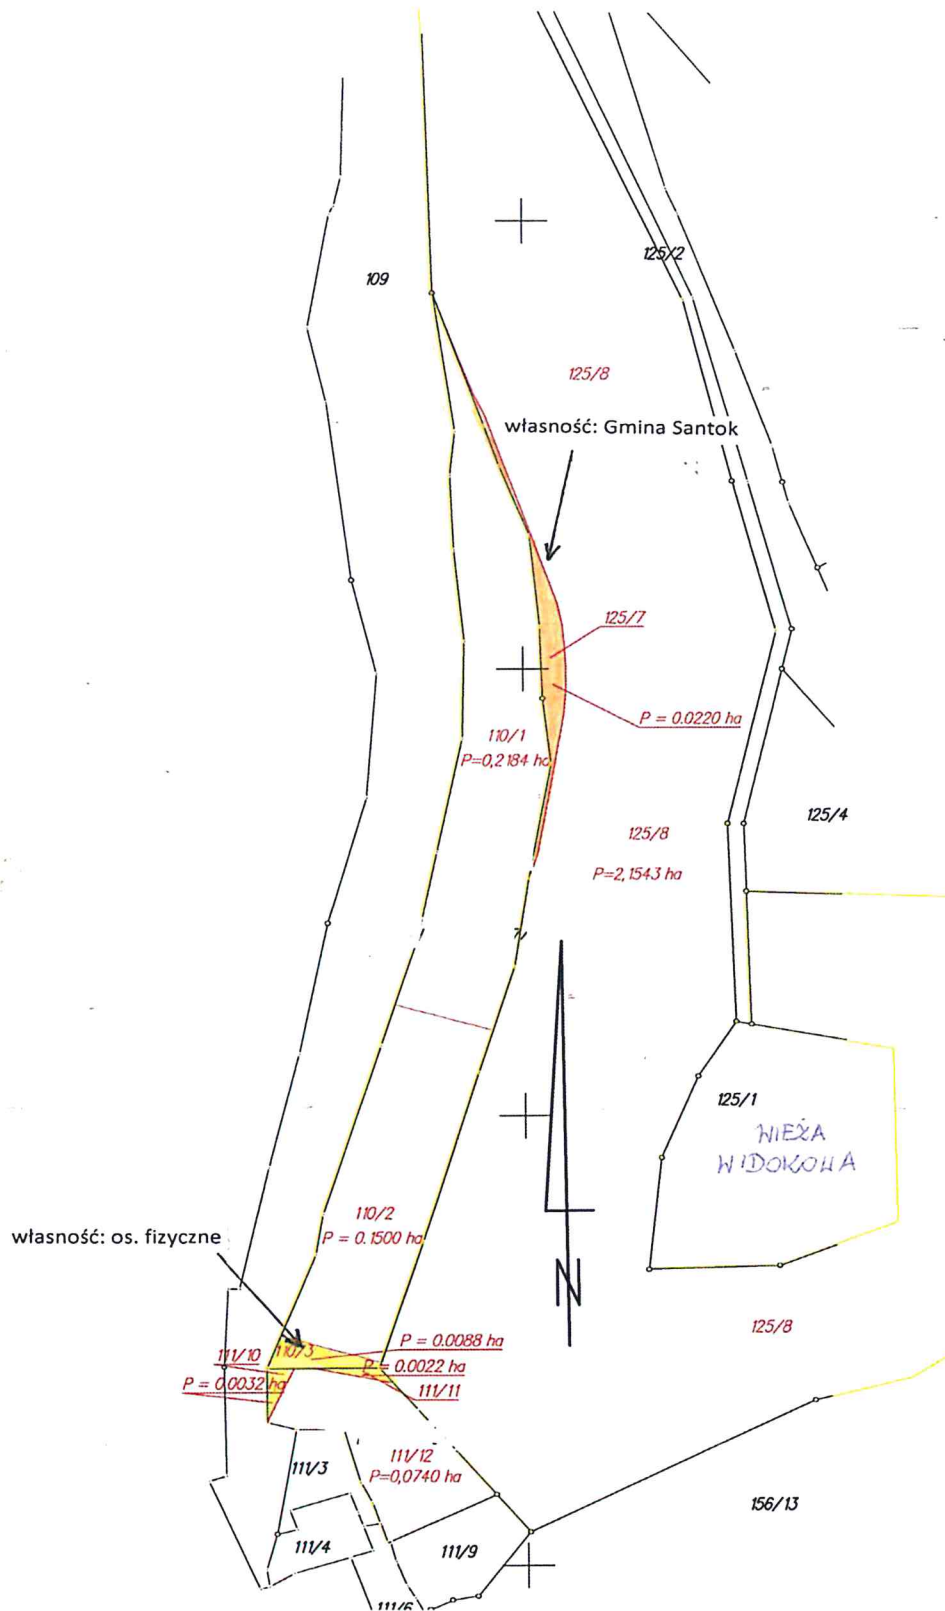 109
125/2
125/8
własność: Gmina Santok
125/7
P = 0.0220 ha
110/1
P=0,2184 ha
125/8
P=2,1543 ha
125/4
125/1
WIEŻA
WIDOKOWA
110/2
P = 0.1500 ha
własność: os. fizyczne
N
125/8
P = 0.0088 ha
111/10
110/3
P = 0.0022 ha
P = 0.0032 ha
111/11
111/12
P=0,0740 ha
111/3
156/13
111/4
111/9
111/6